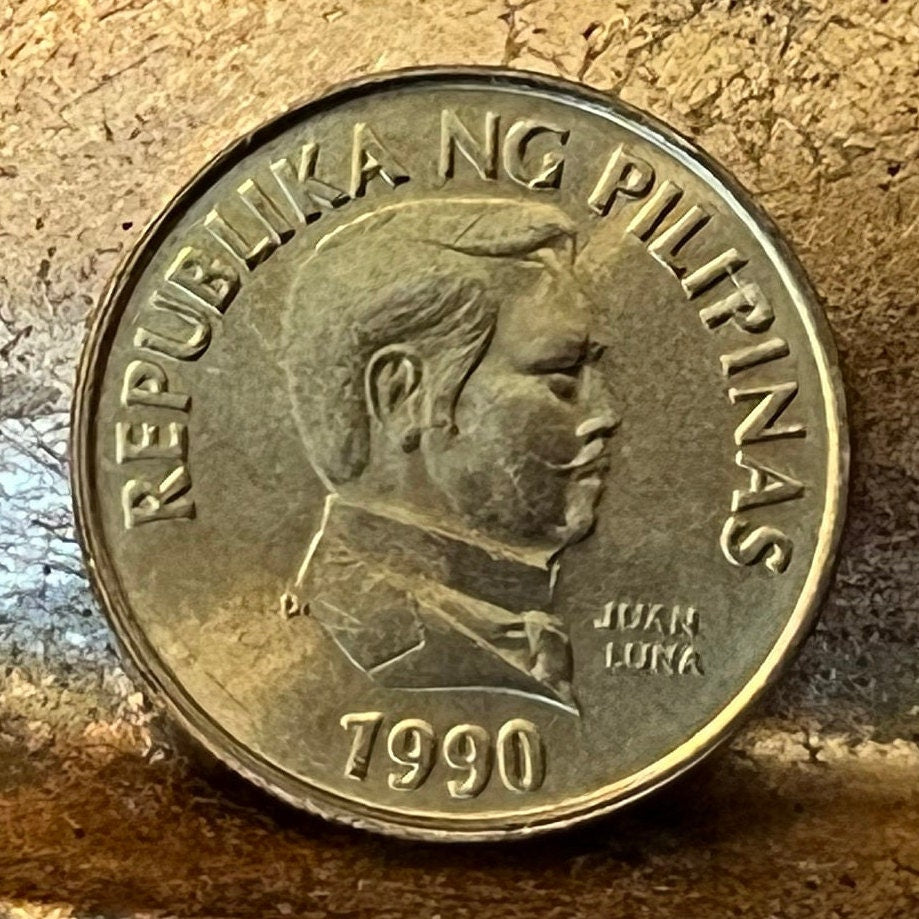 REPUBLIKA NG PILIPINAS
JUAN
LUNA
1990